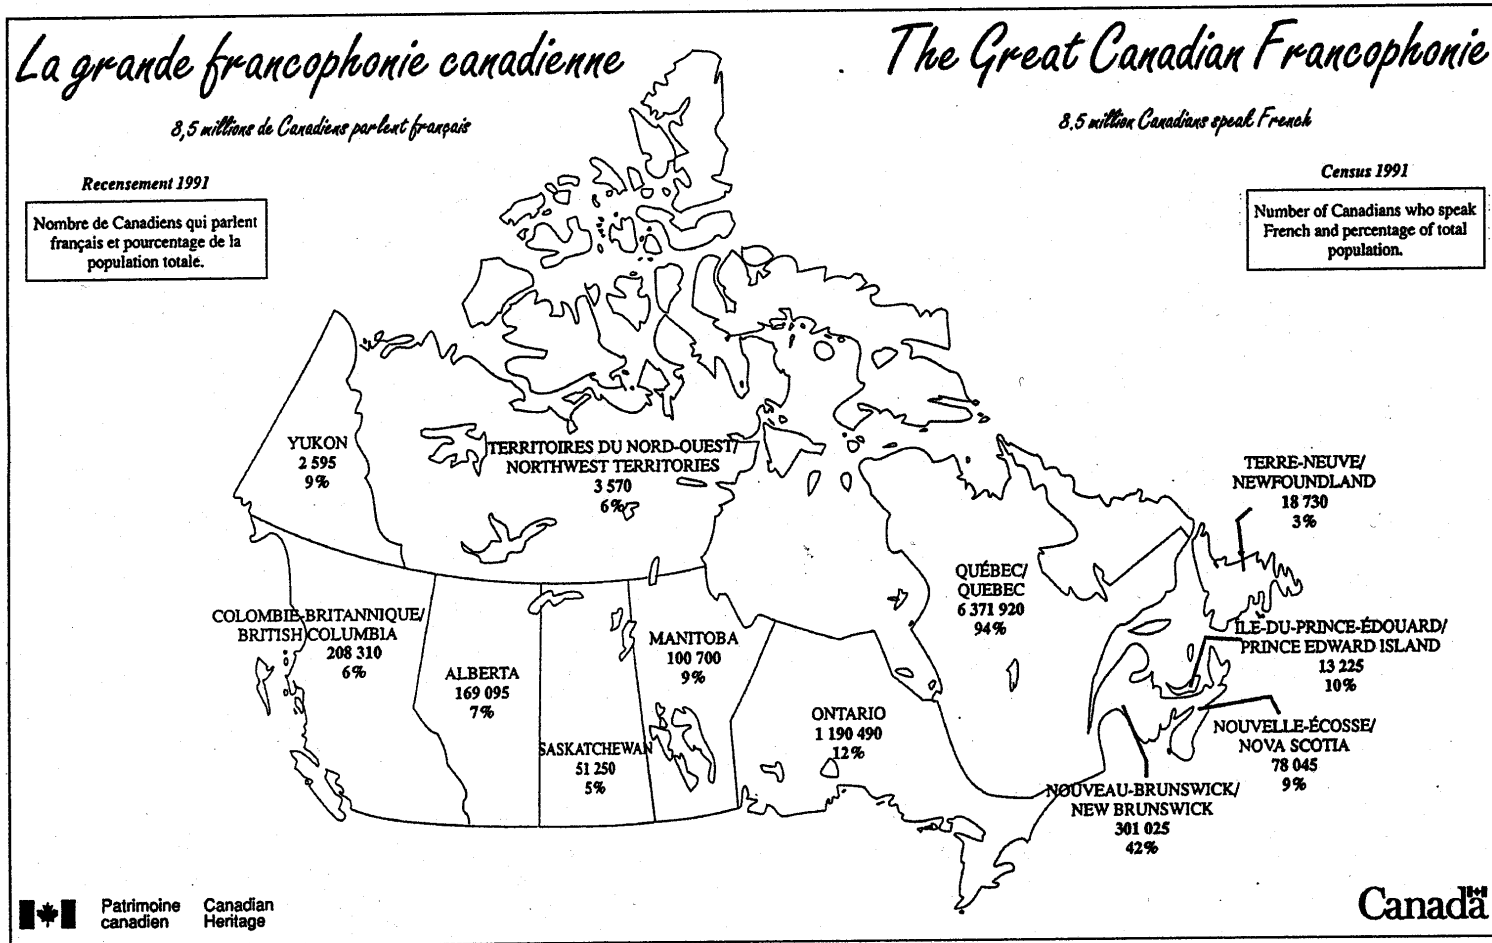 La grande francophonie canadienne
8,5 millions de Canadiens parlent français
Recensement 1991
Nombre de Canadiens qui parlent
français et pourcentage de la
population totale.
The Great Canadian Francophonie
8.5 million Canadians speak French
Census 1991
Number of Canadians who speak
French and percentage of total
population.
YUKON
2 595
9%
TERRITOIRES DU NORD-OUEST/
NORTHWEST TERRITORIES
3 570
6%
TERRE-NEUVE/
NEWFOUNDLAND
18 730
3%
QUÉBEC/
QUEBEC
6 371 920
94%
COLOMBIE-BRITANNIQUE/
BRITISH COLUMBIA
208 310
6%
ALBERTA
169 095
7%
SASKATCHEWAN
51 250
5%
MANITOBA
100 700
9%
ONTARIO
1 190 490
12%
ÎLE-DU-PRINCE-ÉDOUARD/
PRINCE EDWARD ISLAND
13 225
10%
NOUVELLE-ÉCOSSE/
NOVA SCOTIA
78 045
9%
NOUVEAU-BRUNSWICK/
NEW BRUNSWICK
301 025
42%
Patrimoine
canadien
Canadian
Heritage
Canada